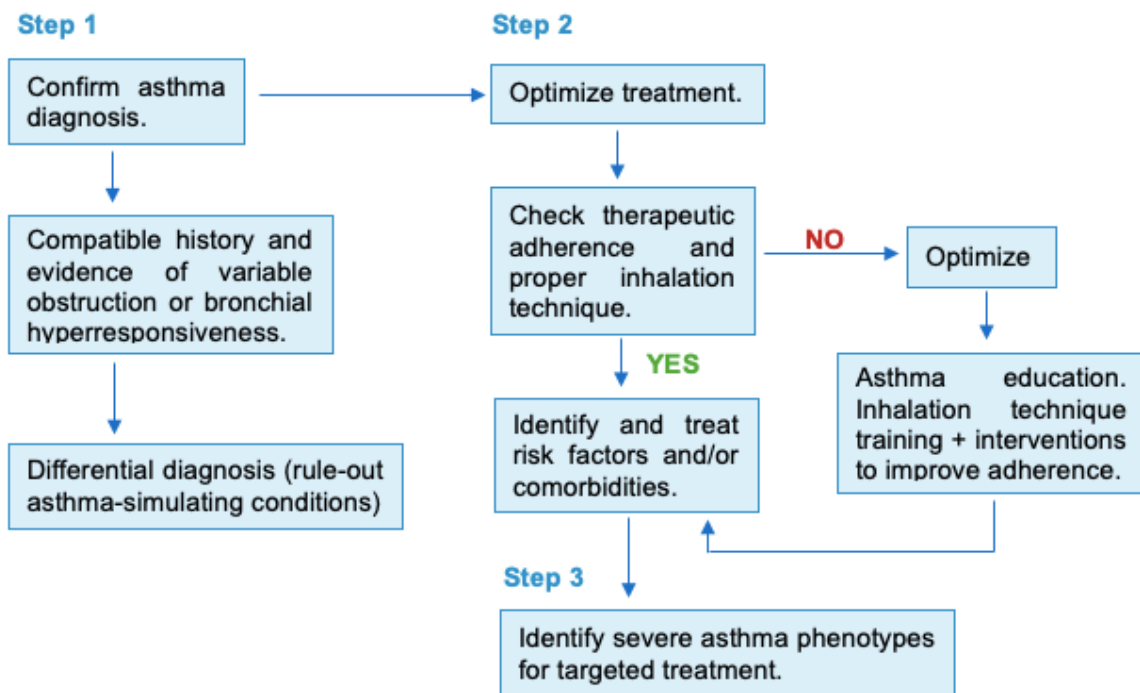 Step 1
Confirm asthma
diagnosis.
Compatible history and
evidence of variable
obstruction or bronchial
hyperresponsiveness.
Differential diagnosis (rule-out
asthma-simulating conditions)
Step 2
Optimize treatment.
Check therapeutic
adherence and
proper inhalation
technique.
NO
Optimize
Asthma education.
Inhalation technique
training + interventions
to improve adherence.
YES
Identify and treat
risk factors and/or
comorbidities.
Step 3
Identify severe asthma phenotypes
for targeted treatment.